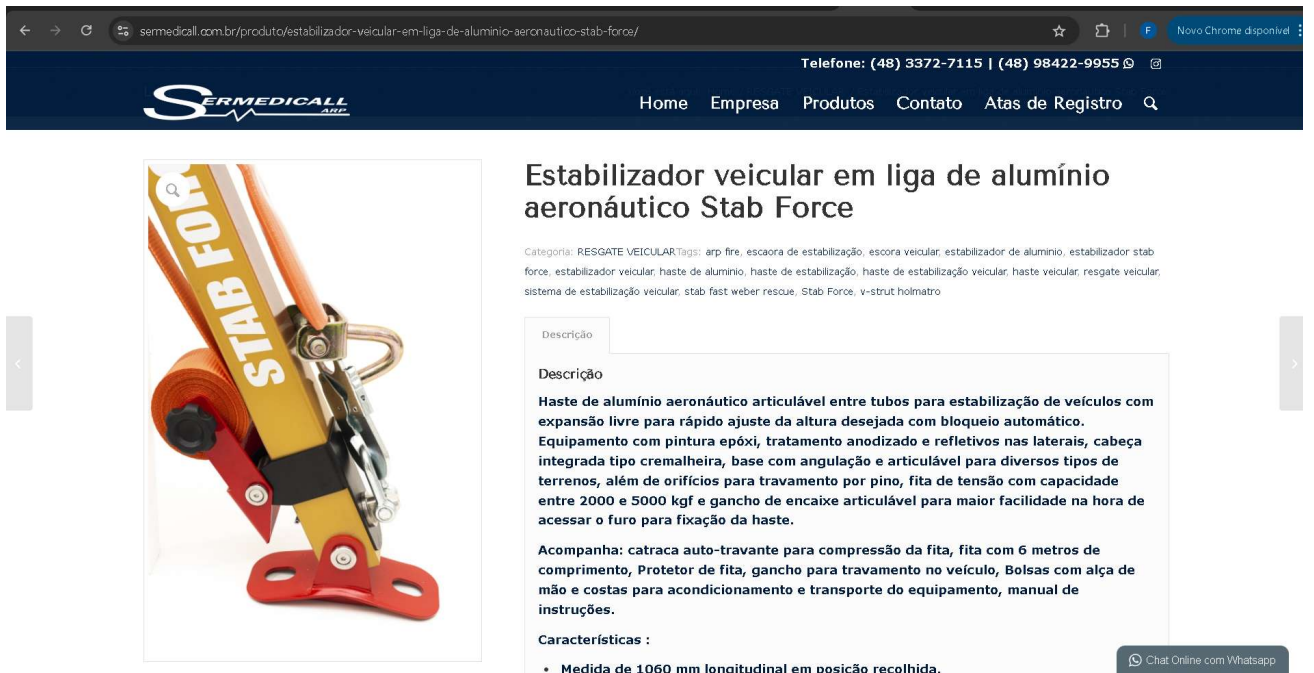 sermedicall.com.br/produto/estabilizador-veicular-em-liga-de-aluminio-aeronautico-stab-force/
F
Novo Chrome disponível
Telefone: (48) 3372-7115 | (48) 98422-9955
SERMEDICALL
ARP
Home Empresa Produtos Contato Atas de Registro
STAB FOR
Estabilizador veicular em liga de alumínio
aeronáutico Stab Force
Categoria: RESGATE VEICULARTags: arp fire, escaora de estabilização, escora veicular, estabilizador de aluminio, estabilizador stab
force, estabilizador veicular, haste de aluminio, haste de estabilização, haste de estabilização veicular, haste veicular, resgate veicular,
sistema de estabilização veicular, stab fast weber rescue, Stab Force, v-strut holmatro
Descrição
Descrição
Haste de alumínio aeronáutico articulável entre tubos para estabilização de veículos com
expansão livre para rápido ajuste da altura desejada com bloqueio automático.
Equipamento com pintura epóxi, tratamento anodizado e refletivos nas laterais, cabeça
integrada tipo cremalheira, base com angulação e articulável para diversos tipos de
terrenos, além de orifícios para travamento por pino, fita de tensão com capacidade
entre 2000 e 5000 kgf e gancho de encaixe articulável para maior facilidade na hora de
acessar o furo para fixação da haste.
Acompanha: catraca auto-travante para compressão da fita, fita com 6 metros de
comprimento, Protetor de fita, gancho para travamento no veículo, Bolsas com alça de
mão e costas para acondicionamento e transporte do equipamento, manual de
instruções.
Características :
• Medida de 1060 mm longitudinal em posição recolhida.
Chat Online com Whatsapp